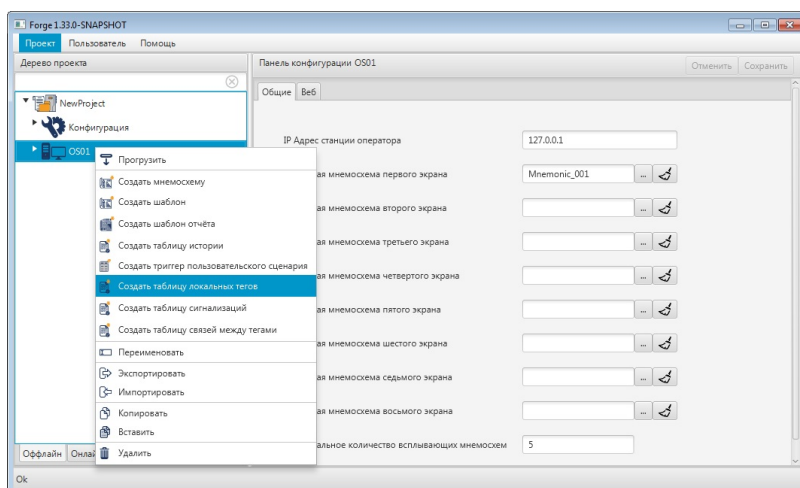 Forge 1.33.0-SNAPSHOT
Проект Пользователь Помощь
Дерево проекта
Панель конфигурации OS01
Отменить Сохранить
NewProject
Конфигурация
OS01
Общие Веб
IP Адрес станции оператора 127.0.0.1
ая мнемосхема первого экрана Mnemonic_001 ...
ая мнемосхема второго экрана ...
ая мнемосхема третьего экрана ...
ая мнемосхема четвертого экрана ...
ая мнемосхема пятого экрана ...
ая мнемосхема шестого экрана ...
ая мнемосхема седьмого экрана ...
ая мнемосхема восьмого экрана ...
альное количество всплывающих мнемосхем 5
Прогрузить
Создать мнемосхему
Создать шаблон
Создать шаблон отчёта
Создать таблицу истории
Создать триггер пользовательского сценария
Создать таблицу локальных тегов
Создать таблицу сигнализаций
Создать таблицу связей между тегами
Переименовать
Экспортировать
Импортировать
Копировать
Вставить
Удалить
Оффлайн Онлай
Ok